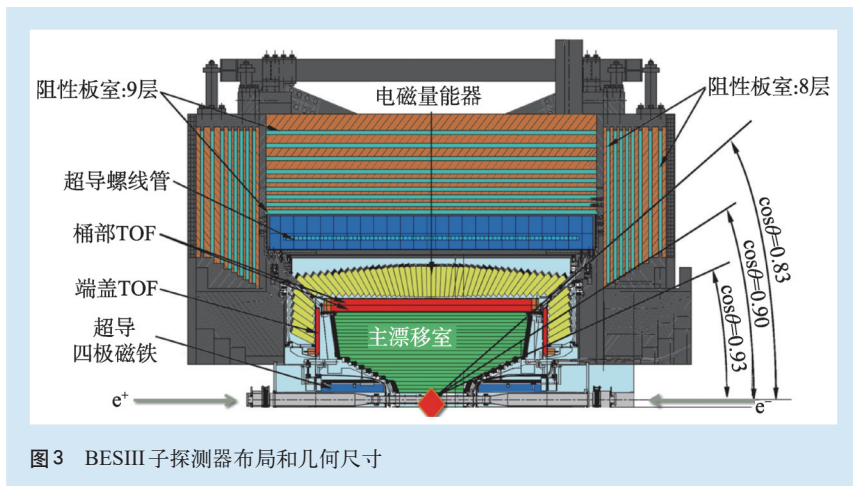 阻性板室:9层
电磁量能器
阻性板室:8层
超导螺线管
桶部TOF
端盖TOF
超导
四极磁铁
主漂移室
cosθ=0.83
cosθ=0.90
cosθ=0.93
e⁺
e⁻
图3 BESIII子探测器布局和几何尺寸